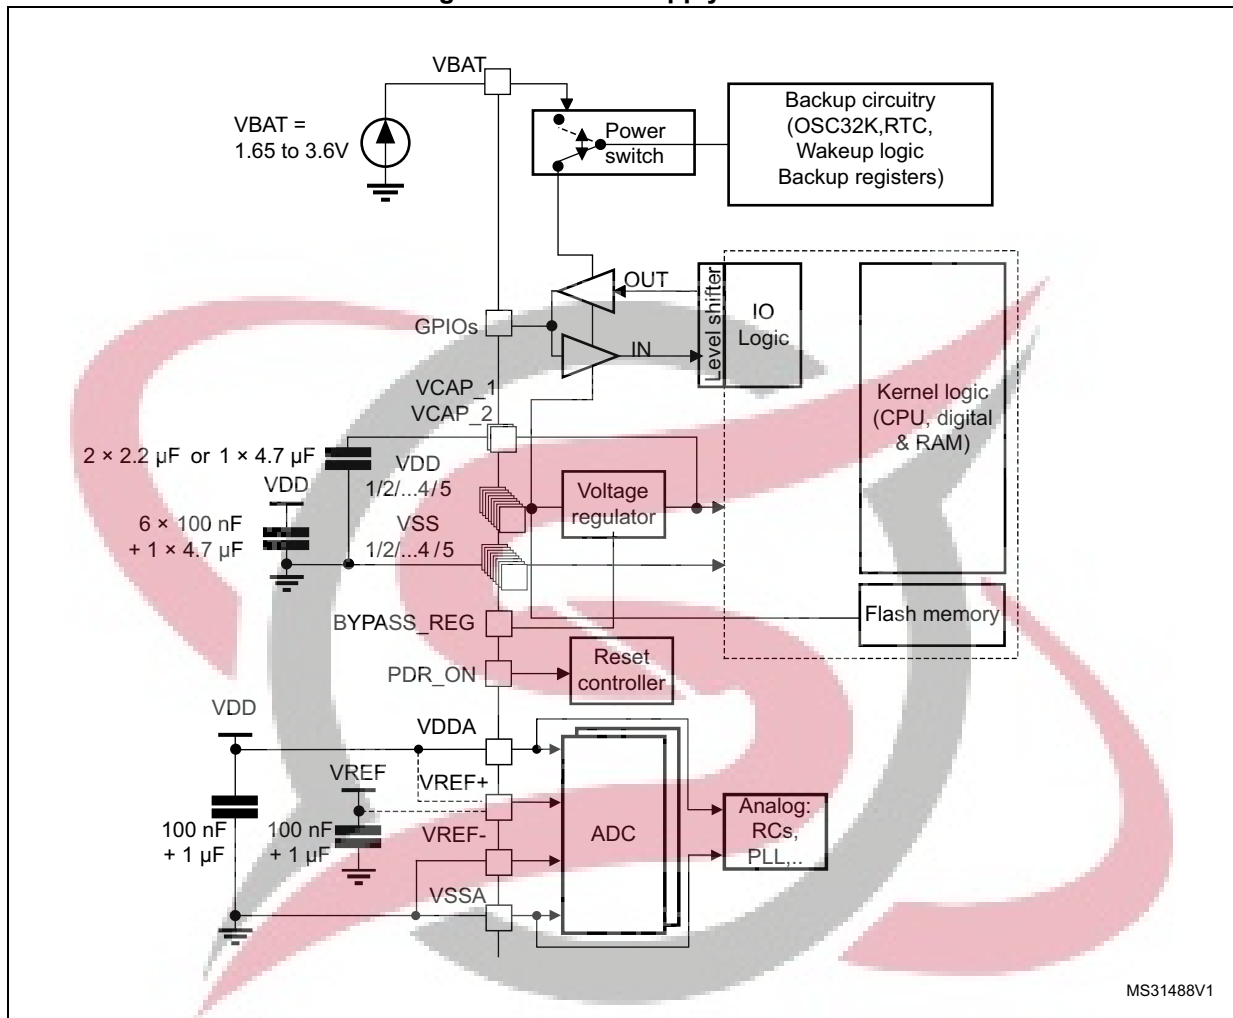 VBAT
VBAT =
1.65 to 3.6V
Power
switch
Backup circuitry
(OSC32K,RTC,
Wakeup logic
Backup registers)
OUT
GPIOs
IN
Level shifter
IO
Logic
Kernel logic
(CPU, digital
& RAM)
VCAP_1
VCAP_2
2 × 2.2 µF or 1 × 4.7 µF
VDD
1/2/...4/5
VDD
6 × 100 nF
+ 1 × 4.7 µF
VSS
1/2/...4/5
Voltage
regulator
BYPASS_REG
Flash memory
PDR_ON
Reset
controller
VDD
VDDA
VREF
VREF+
100 nF
+ 1 µF
100 nF
+ 1 µF
VREF-
VSSA
ADC
Analog:
RCs,
PLL,..
MS31488V1